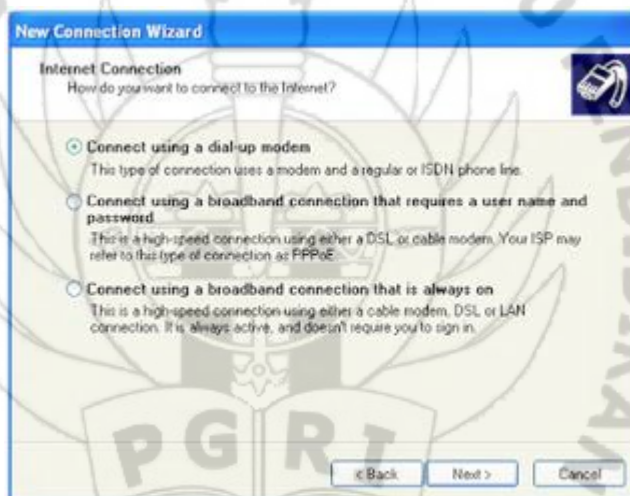 New Connection Wizard
Internet Connection
How do you want to connect to the Internet?
Connect using a dial-up modem
This type of connection uses a modem and a regular or ISDN phone line.
Connect using a broadband connection that requires a user name and
password
This is a high-speed connection using either a DSL or cable modem. Your ISP may
refer to this type of connection as PPPoE.
Connect using a broadband connection that is always on
This is a high-speed connection using either a cable modem, DSL or LAN
connection. It is always active, and doesn't require you to sign in.
PGRI
< Back
Next >
Cancel